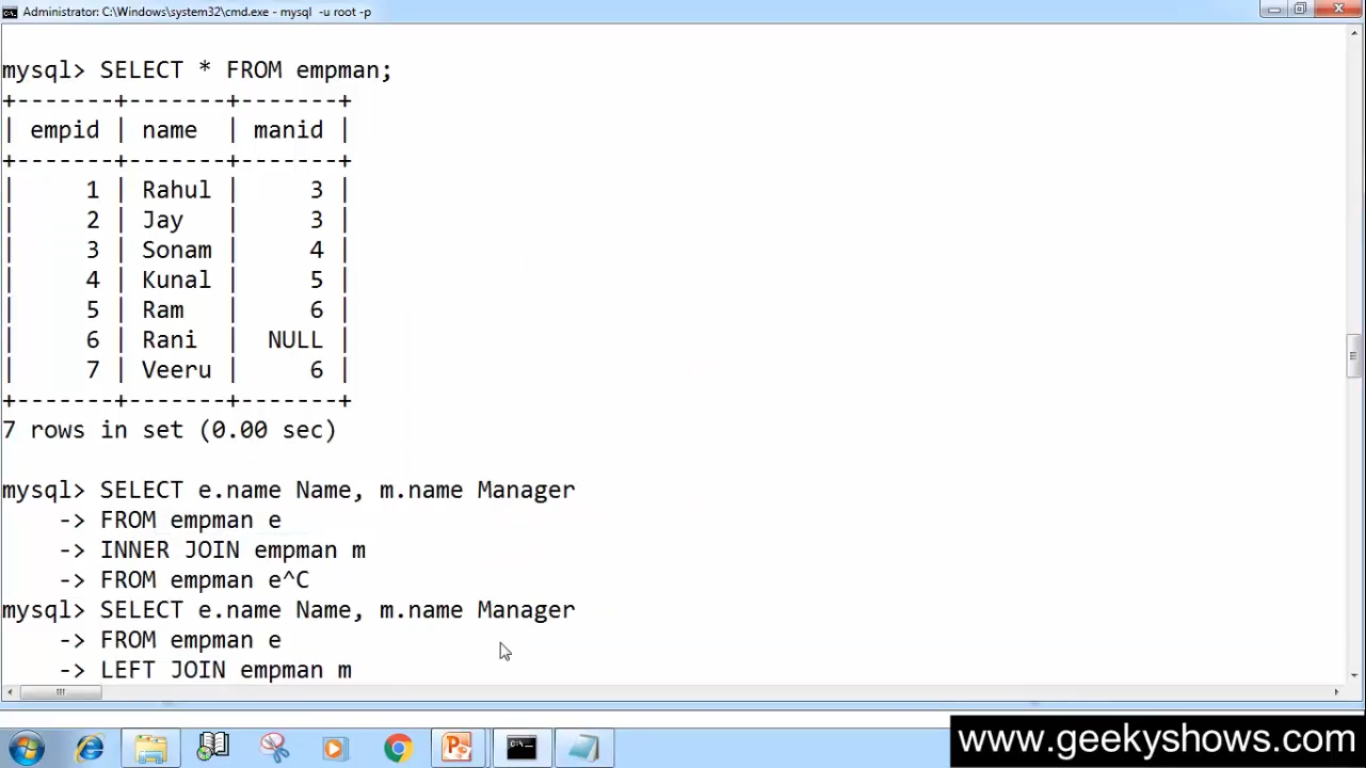 Administrator: C:\Windows\system32\cmd.exe - mysql  -u root -p
mysql> SELECT * FROM empman;
+-------+-------+-------+
| empid | name  | manid |
+-------+-------+-------+
|     1 | Rahul |     3 |
|     2 | Jay   |     3 |
|     3 | Sonam |     4 |
|     4 | Kunal |     5 |
|     5 | Ram   |     6 |
|     6 | Rani  |  NULL |
|     7 | Veeru |     6 |
+-------+-------+-------+
7 rows in set (0.00 sec)
mysql> SELECT e.name Name, m.name Manager
    -> FROM empman e
    -> INNER JOIN empman m
    -> FROM empman e^C
mysql> SELECT e.name Name, m.name Manager
    -> FROM empman e
    -> LEFT JOIN empman m
www.geekyshows.com